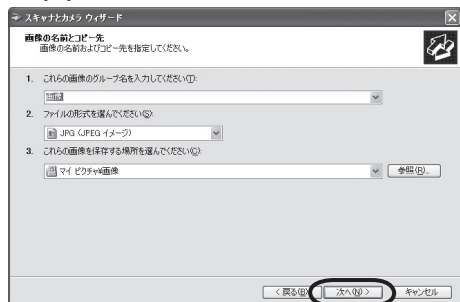 スキャナとカメラ ウィザード
画像の名前とコピー先
画像の名前およびコピー先を指定してください。
1. これらの画像のグループ名を入力してください(T):
画像
2. ファイルの形式を選んでください(S):
JPG (JPEG イメージ)
3. これらの画像を保存する場所を選んでください(C):
マイ ピクチャ¥画像
参照(R)...
< 戻る(B) 次へ(N) > キャンセル